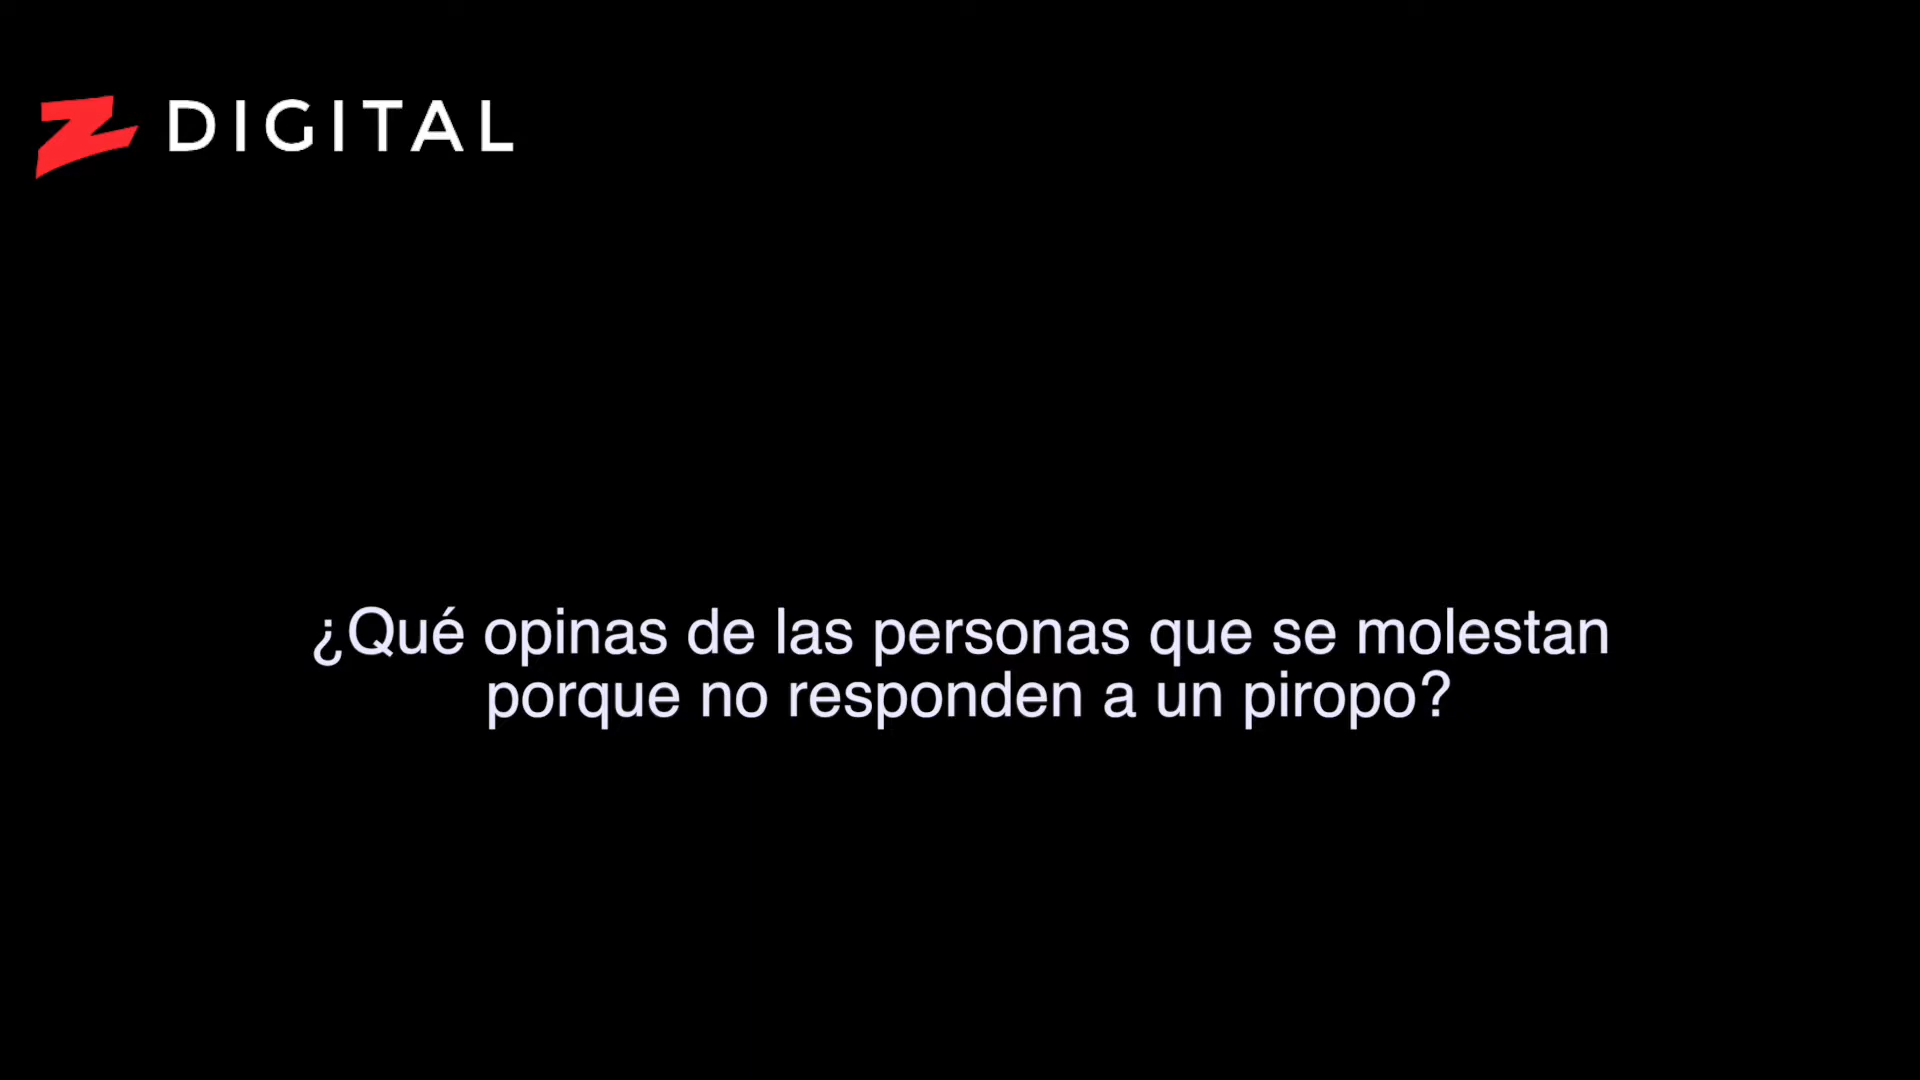 Z DIGITAL
¿Qué opinas de las personas que se molestan
porque no responden a un piropo?